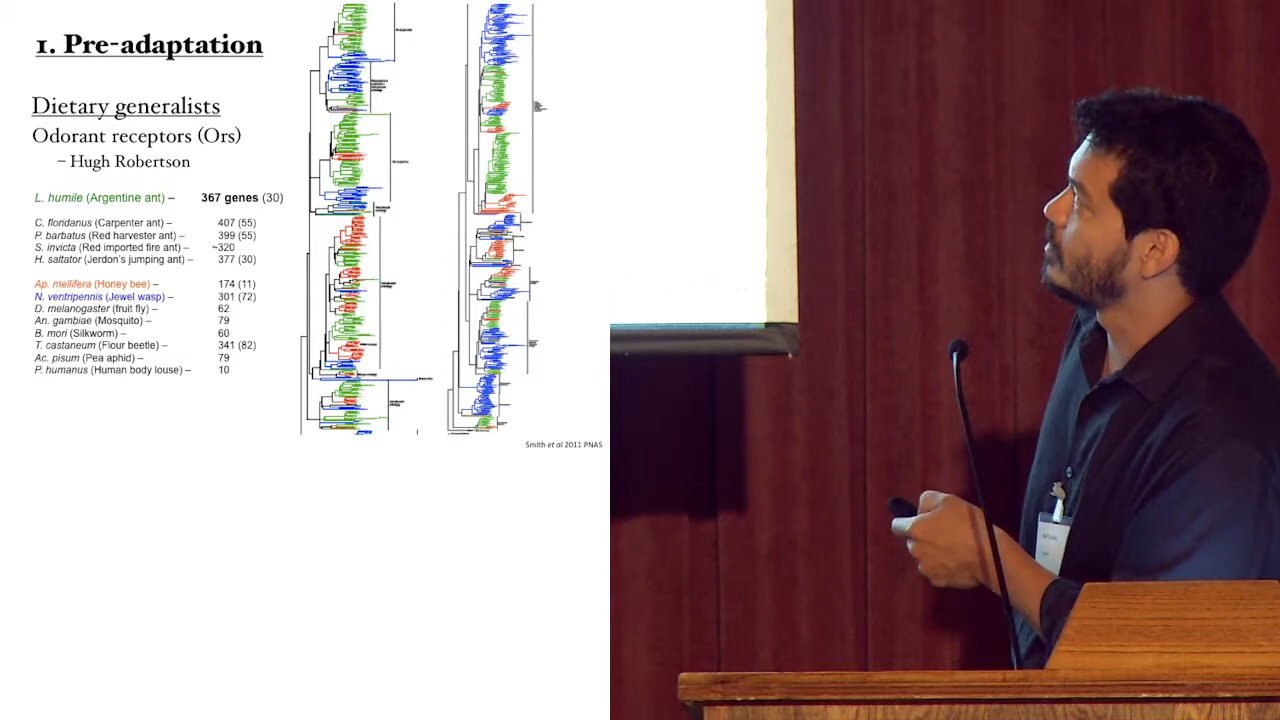 1. Pre-adaptation
Dietary generalists
Odorant receptors (Ors)
– Hugh Robertson
L. humile (Argentine ant) – 367 genes (30)
C. floridanus (Carpenter ant) – 407 (55)
P. barbatus (Red harvester ant) – 399 (55)
S. invicta (Red imported fire ant) – ~320
H. saltator (Jerdon's jumping ant) – 377 (30)
Ap. mellifera (Honey bee) – 174 (11)
N. ventripennis (Jewel wasp) – 301 (72)
D. melanogaster (fruit fly) – 62
An. gambiae (Mosquito) – 79
B. mori (Silkworm) – 60
T. castaneum (Flour beetle) – 341 (82)
Ac. pisum (Pea aphid) – 78
P. humanus (Human body louse) – 10
Smith et al 2011 PNAS